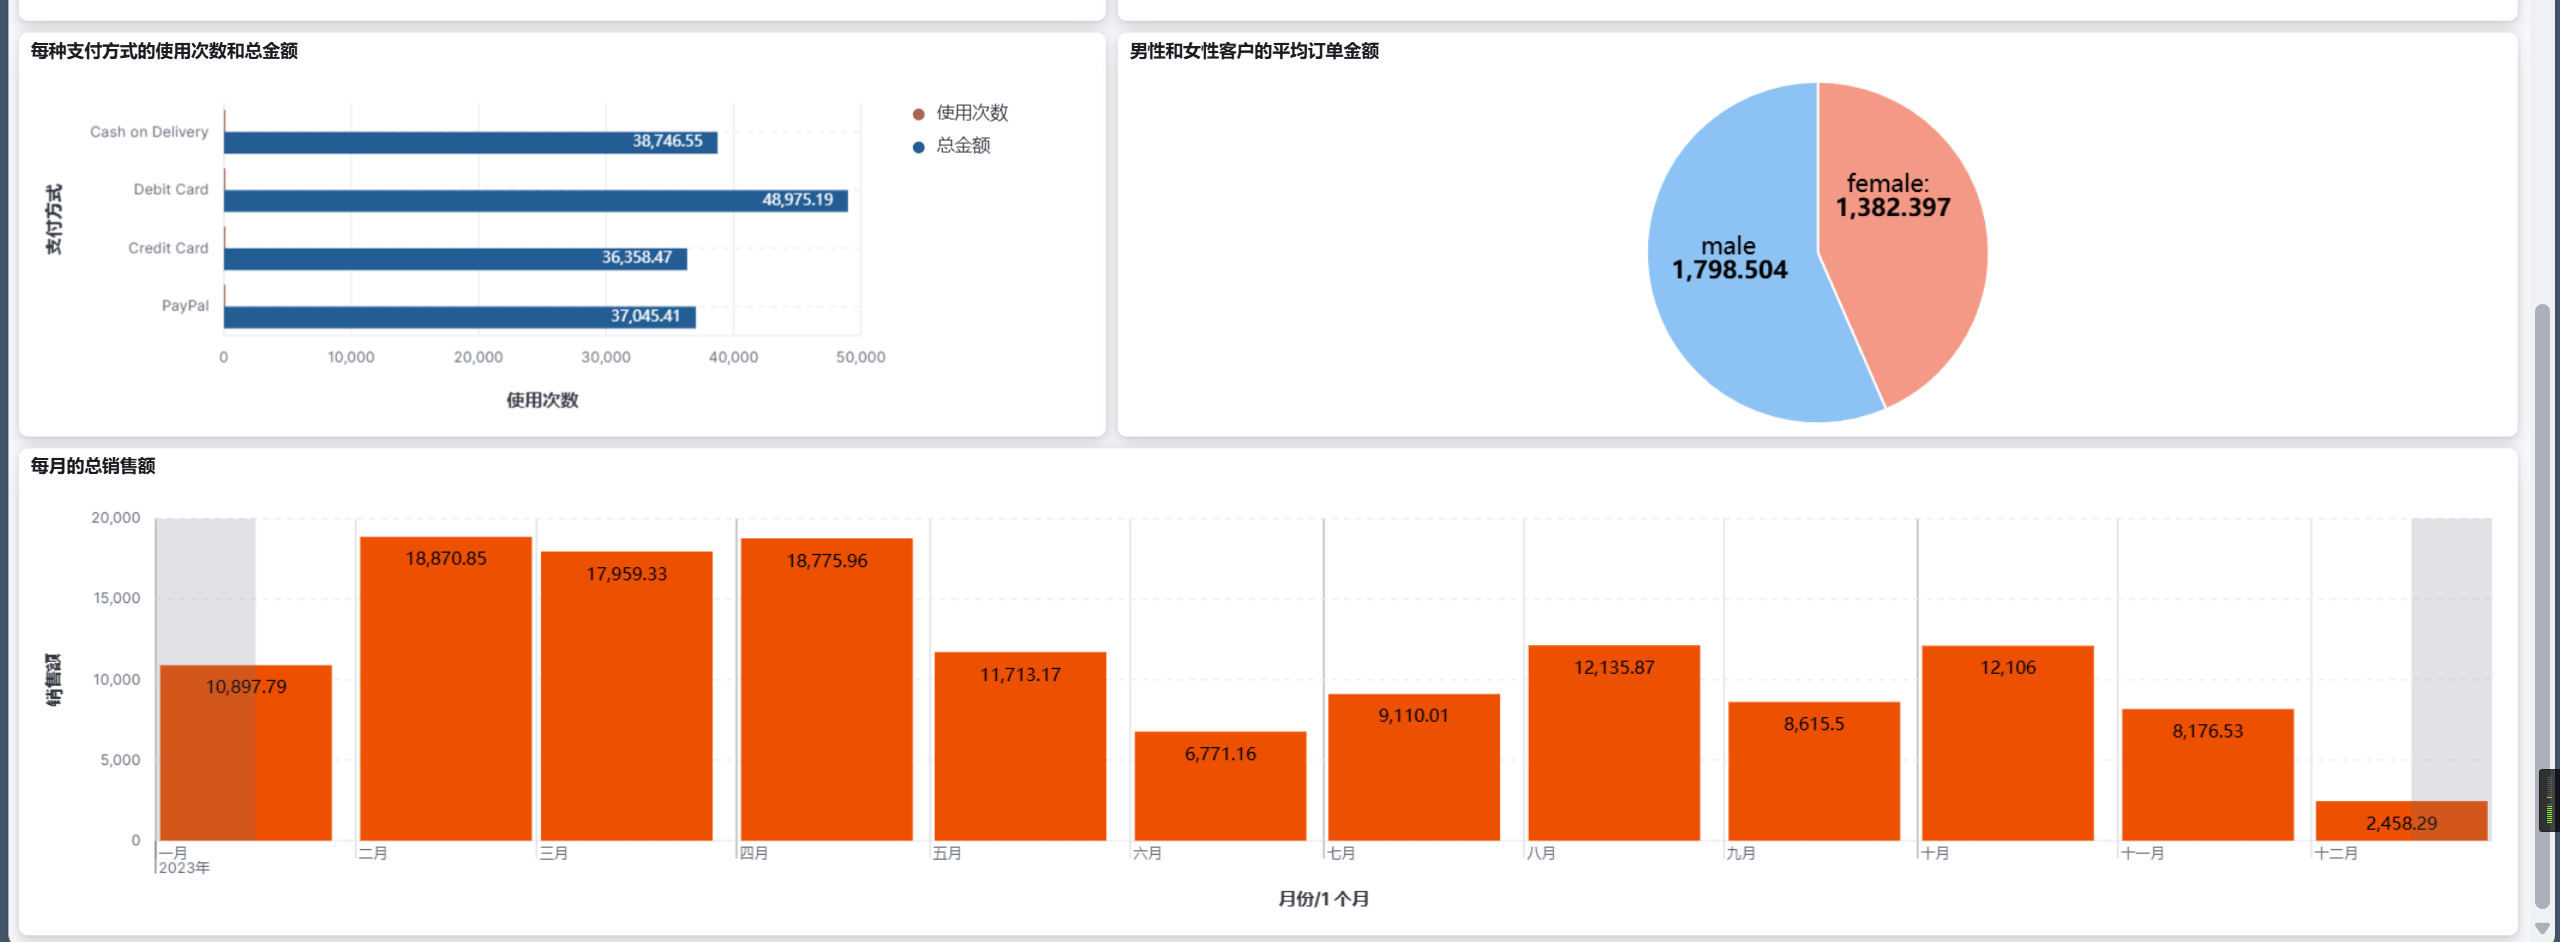 每种支付方式的使用次数和总金额
支付方式
Cash on Delivery
Debit Card
Credit Card
PayPal
38,746.55
48,975.19
36,358.47
37,045.41
0
10,000
20,000
30,000
40,000
50,000
使用次数
使用次数
总金额
男性和女性客户的平均订单金额
female:
1,382.397
male
1,798.504
每月的总销售额
销售额
20,000
15,000
10,000
5,000
0
10,897.79
18,870.85
17,959.33
18,775.96
11,713.17
6,771.16
9,110.01
12,135.87
8,615.5
12,106
8,176.53
2,458.29
一月
二月
三月
四月
五月
六月
七月
八月
九月
十月
十一月
十二月
2023年
月份/1 个月